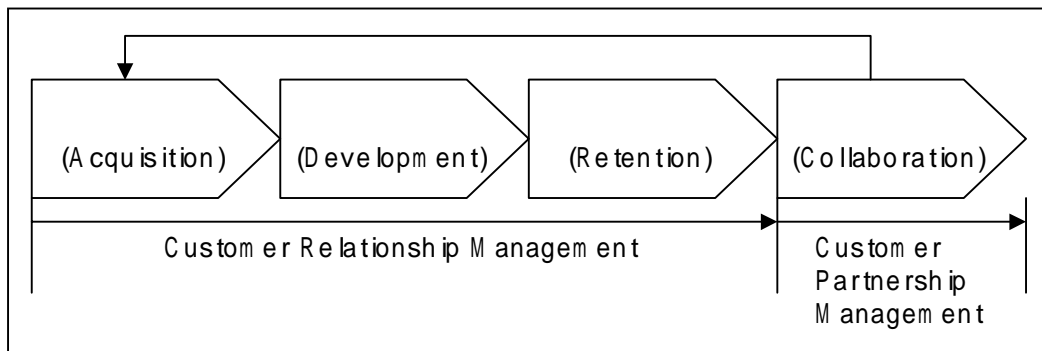 (Acquisition)
(Development)
(Retention)
(Collaboration)
Customer Relationship Management
Customer
Partnership
Management